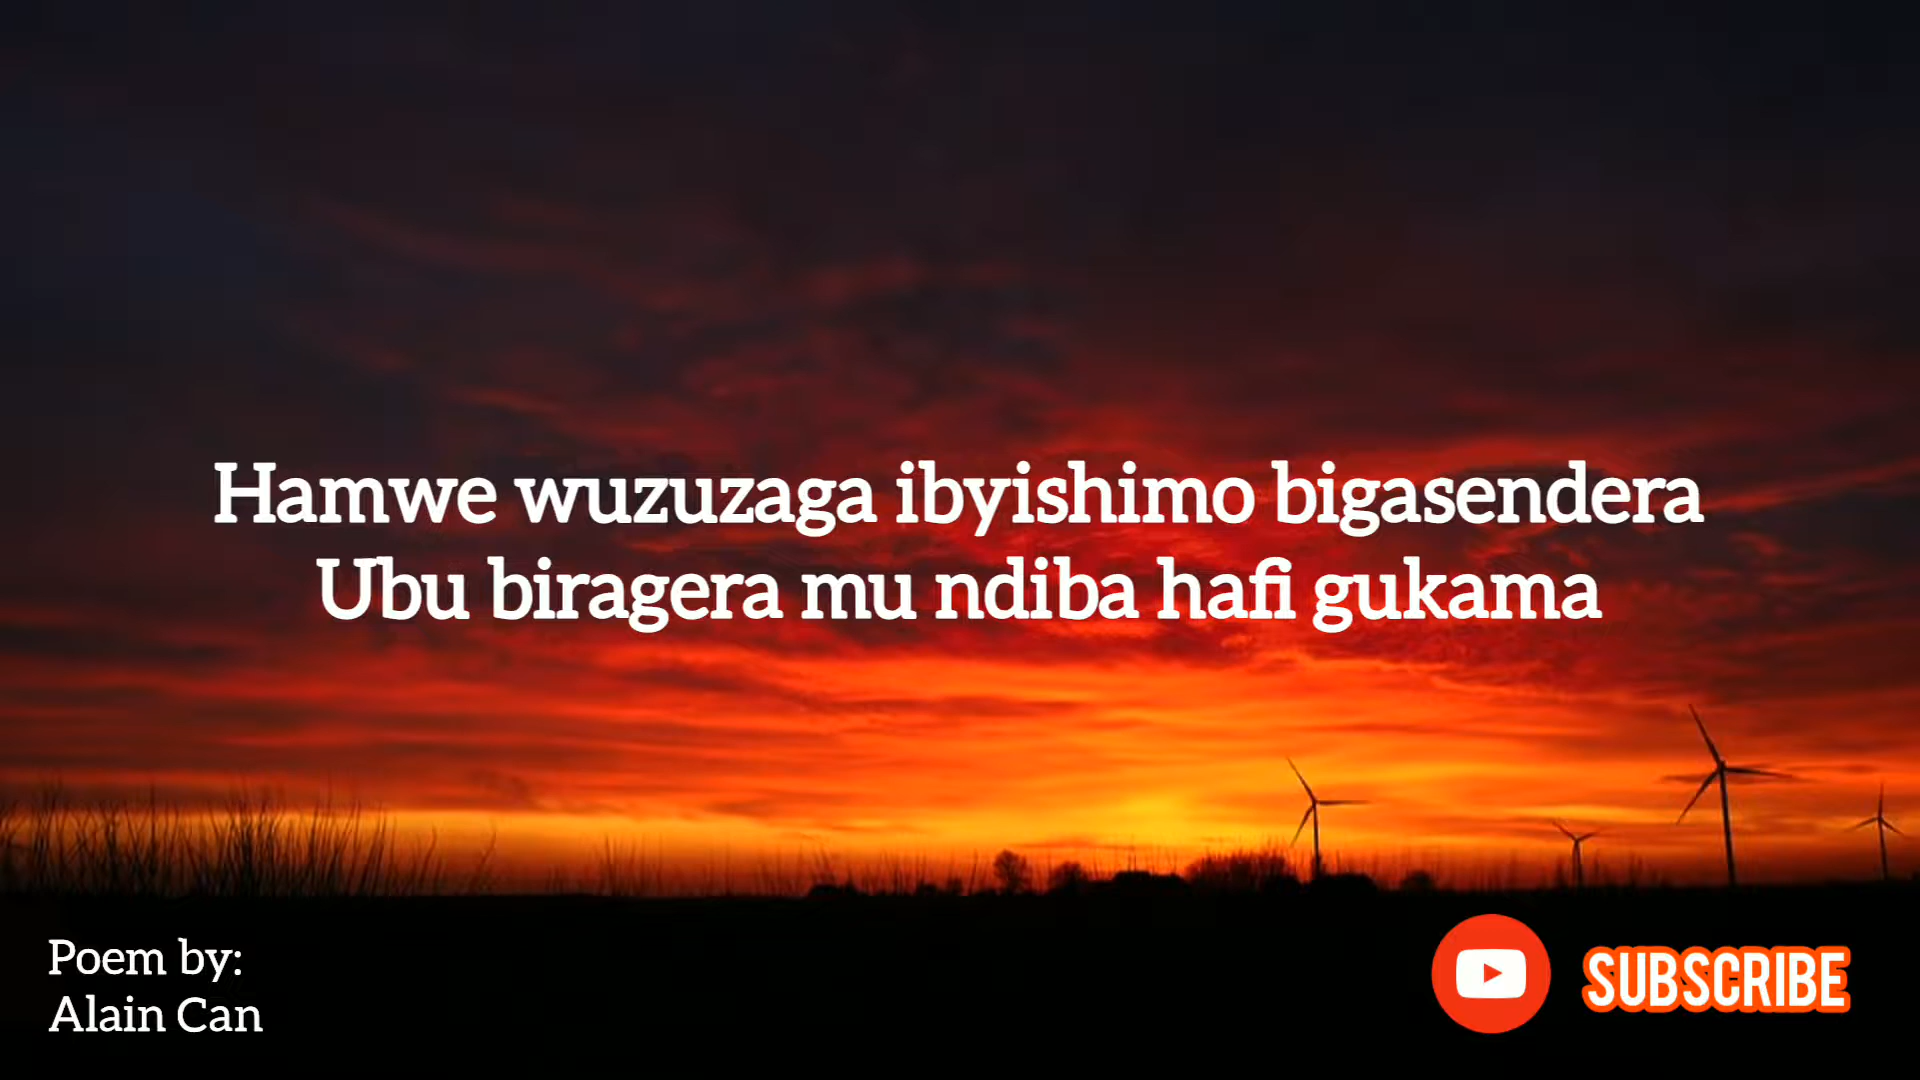 Hamwe wuzuzaga ibyishimo bigasendera
Ubu biragera mu ndiba hafi gukama
Poem by:
Alain Can
SUBSCRIBE